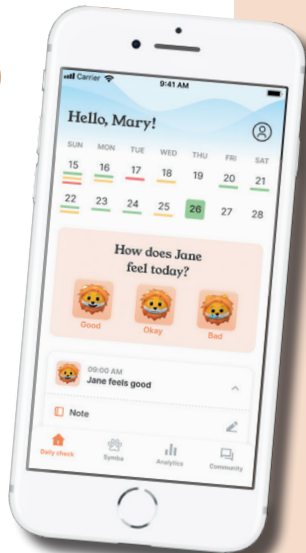 Carrier
9:41 AM
Hello, Mary!
SUN MON TUE WED THU FRI SAT
15 16 17 18 19 20 21
22 23 24 25 26 27 28
How does Jane
feel today?
Good Okay Bad
09:00 AM
Jane feels good
Note
Daily check Symba Analytics Community